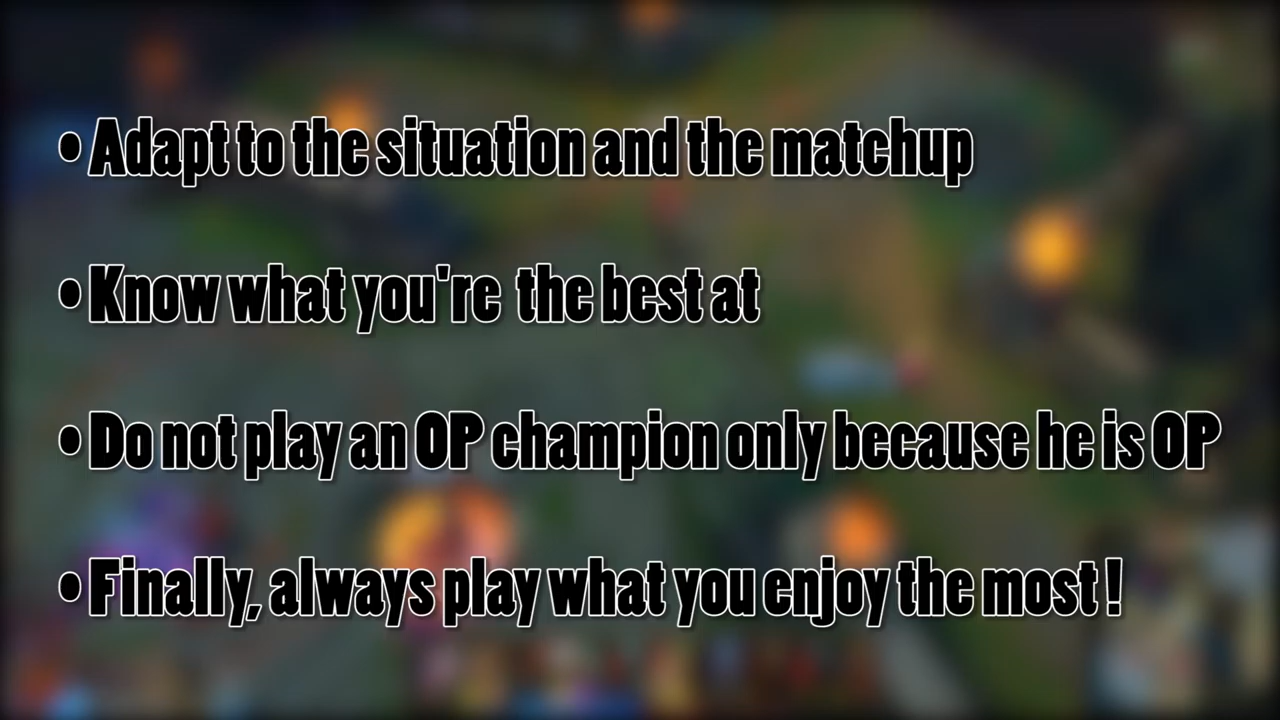 • Adapt to the situation and the matchup
• Know what you're the best at
• Do not play an OP champion only because he is OP
• Finally, always play what you enjoy the most !